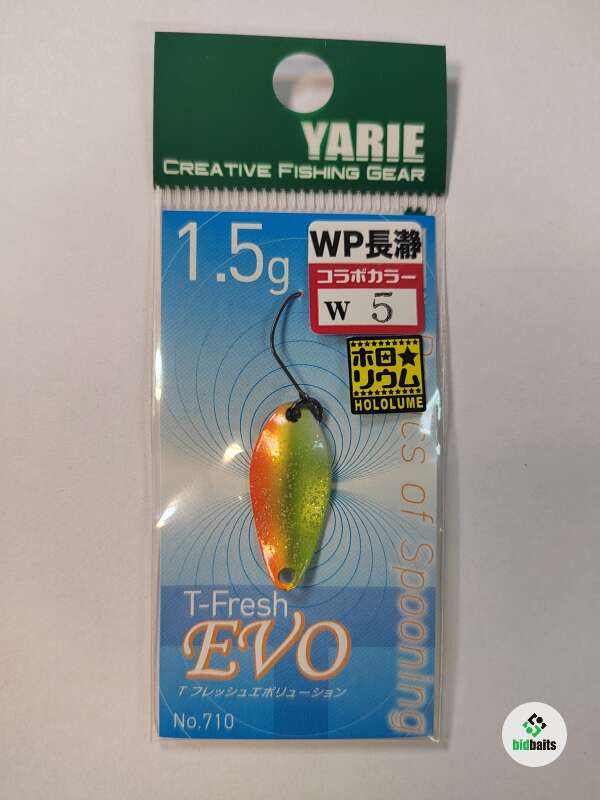 YARIE
CREATIVE FISHING GEAR
1.5g
WP長瀞
コラボカラー
W 5
ホロ★
リウム
HOLOLUME
of Spooning
T-Fresh
EVO
T フレッシュエボリューション
No.710
bidbaits